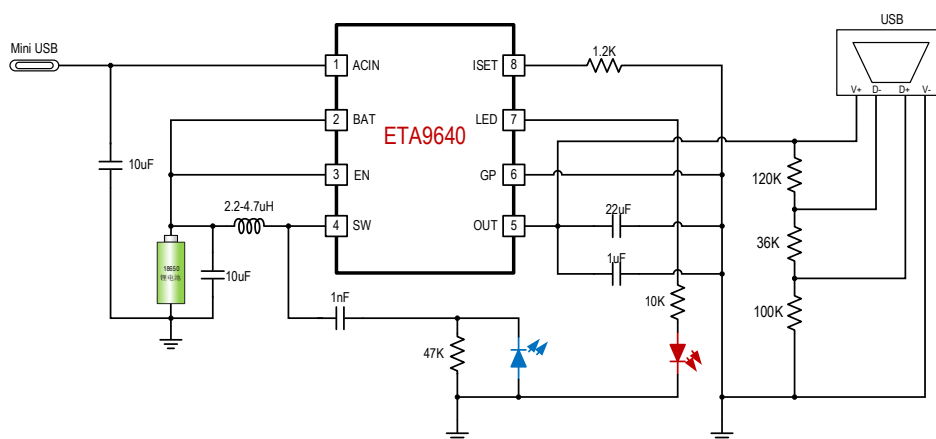 USB
Mini USB
1.2K
1 ACIN
ISET 8
V+ D- D+ V-
2 BAT
LED 7
ETA9640
10uF
3 EN
GP 6
120K
2.2-4.7uH
22uF
4 SW
OUT 5
36K
18650
锂电池
10uF
1uF
1nF
10K
100K
47K